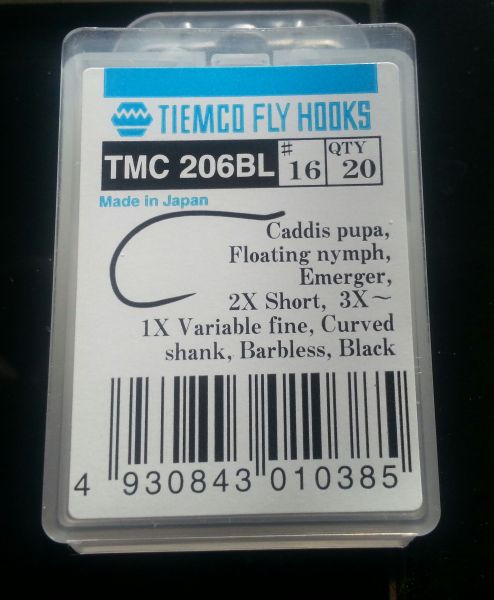 TIEMCO FLY HOOKS
TMC 206BL # 16 QTY 20
Made in Japan
Caddis pupa,
Floating nymph,
Emerger,
2X Short, 3X~
1X Variable fine, Curved
shank, Barbless, Black
4 930843 010385